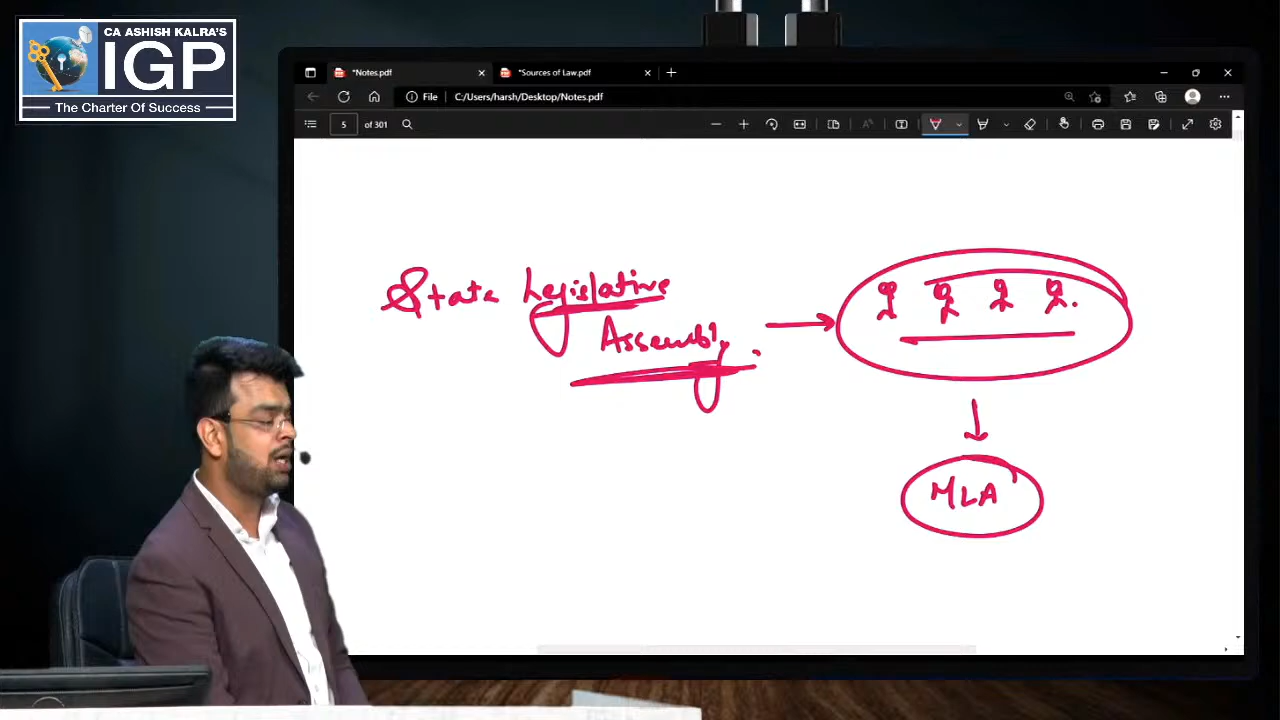 CA ASHISH KALRA'S
IGP
The Charter Of Success
*Notes.pdf
*Sources of Law.pdf
File C:/Users/harsh/Desktop/Notes.pdf
5 of 301
State Legislative
Assembly
MLA